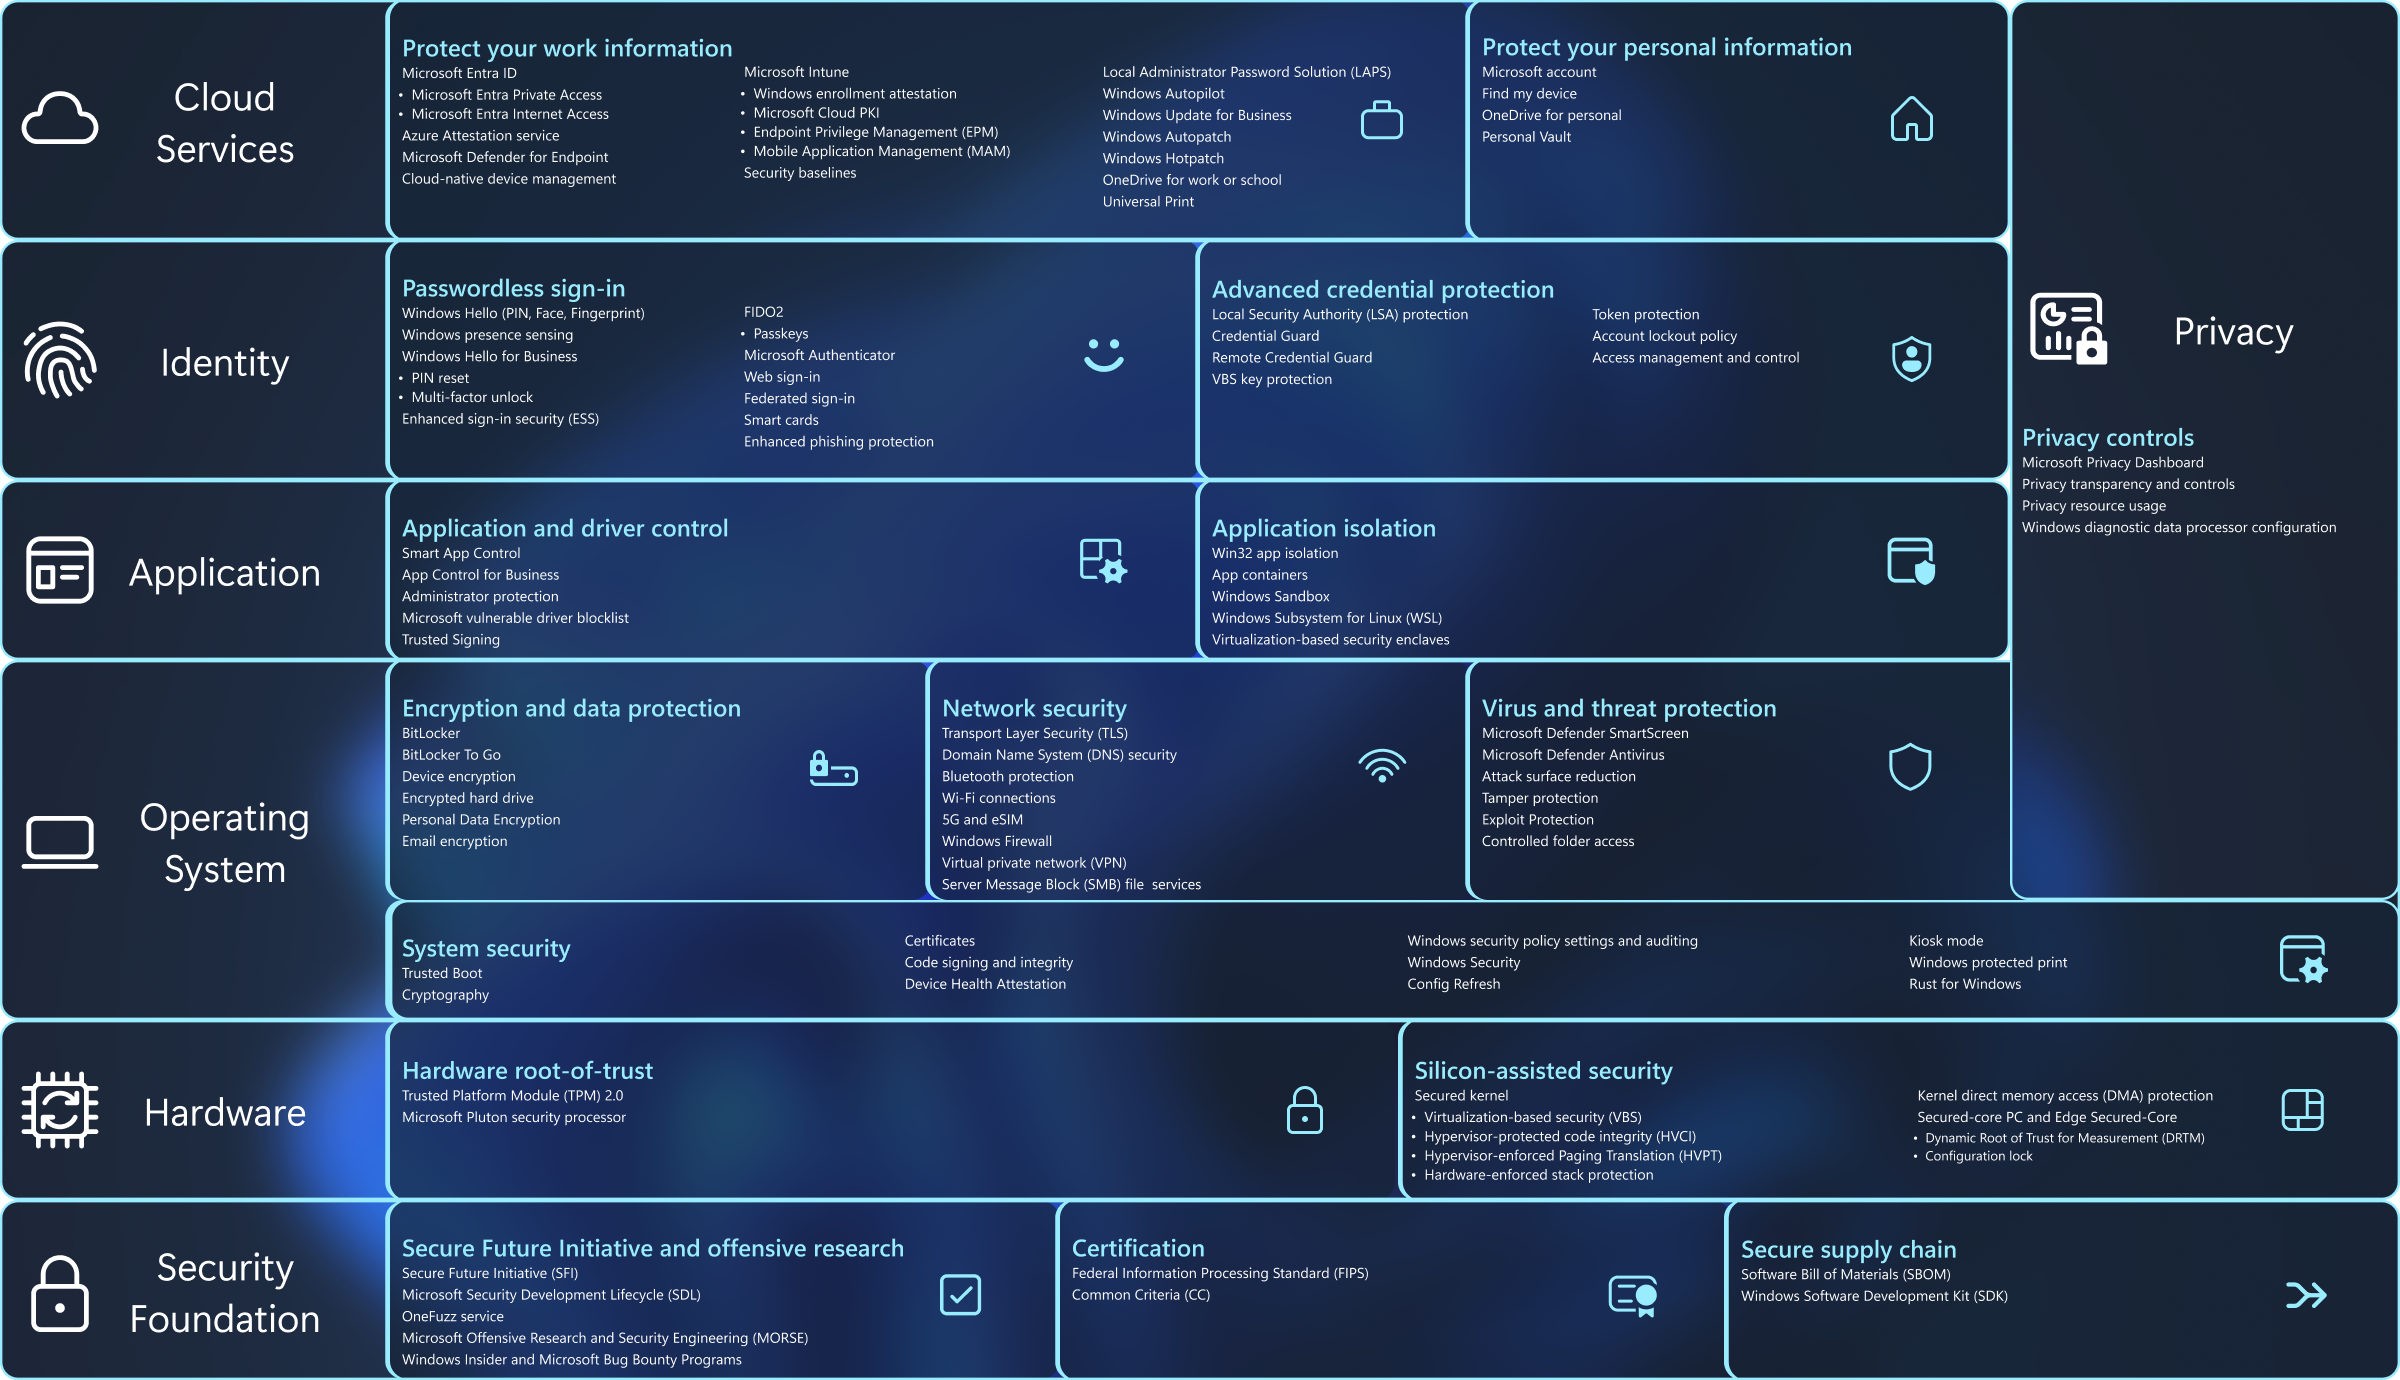 Cloud
Services
Protect your work information
Microsoft Entra ID
• Microsoft Entra Private Access
• Microsoft Entra Internet Access
Azure Attestation service
Microsoft Defender for Endpoint
Cloud-native device management
Microsoft Intune
• Windows enrollment attestation
• Microsoft Cloud PKI
• Endpoint Privilege Management (EPM)
• Mobile Application Management (MAM)
Security baselines
Local Administrator Password Solution (LAPS)
Windows Autopilot
Windows Update for Business
Windows Autopatch
Windows Hotpatch
OneDrive for work or school
Universal Print
Protect your personal information
Microsoft account
Find my device
OneDrive for personal
Personal Vault
Identity
Passwordless sign-in
Windows Hello (PIN, Face, Fingerprint)
Windows presence sensing
Windows Hello for Business
• PIN reset
• Multi-factor unlock
Enhanced sign-in security (ESS)
FIDO2
• Passkeys
Microsoft Authenticator
Web sign-in
Federated sign-in
Smart cards
Enhanced phishing protection
Advanced credential protection
Local Security Authority (LSA) protection
Credential Guard
Remote Credential Guard
VBS key protection
Token protection
Account lockout policy
Access management and control
Privacy
Privacy controls
Microsoft Privacy Dashboard
Privacy transparency and controls
Privacy resource usage
Windows diagnostic data processor configuration
Application
Application and driver control
Smart App Control
App Control for Business
Administrator protection
Microsoft vulnerable driver blocklist
Trusted Signing
Application isolation
Win32 app isolation
App containers
Windows Sandbox
Windows Subsystem for Linux (WSL)
Virtualization-based security enclaves
Operating
System
Encryption and data protection
BitLocker
BitLocker To Go
Device encryption
Encrypted hard drive
Personal Data Encryption
Email encryption
Network security
Transport Layer Security (TLS)
Domain Name System (DNS) security
Bluetooth protection
Wi-Fi connections
5G and eSIM
Windows Firewall
Virtual private network (VPN)
Server Message Block (SMB) file  services
Virus and threat protection
Microsoft Defender SmartScreen
Microsoft Defender Antivirus
Attack surface reduction
Tamper protection
Exploit Protection
Controlled folder access
System security
Trusted Boot
Cryptography
Certificates
Code signing and integrity
Device Health Attestation
Windows security policy settings and auditing
Windows Security
Config Refresh
Kiosk mode
Windows protected print
Rust for Windows
Hardware
Hardware root-of-trust
Trusted Platform Module (TPM) 2.0
Microsoft Pluton security processor
Silicon-assisted security
Secured kernel
• Virtualization-based security (VBS)
• Hypervisor-protected code integrity (HVCI)
• Hypervisor-enforced Paging Translation (HVPT)
• Hardware-enforced stack protection
Kernel direct memory access (DMA) protection
Secured-core PC and Edge Secured-Core
• Dynamic Root of Trust for Measurement (DRTM)
• Configuration lock
Security
Foundation
Secure Future Initiative and offensive research
Secure Future Initiative (SFI)
Microsoft Security Development Lifecycle (SDL)
OneFuzz service
Microsoft Offensive Research and Security Engineering (MORSE)
Windows Insider and Microsoft Bug Bounty Programs
Certification
Federal Information Processing Standard (FIPS)
Common Criteria (CC)
Secure supply chain
Software Bill of Materials (SBOM)
Windows Software Development Kit (SDK)